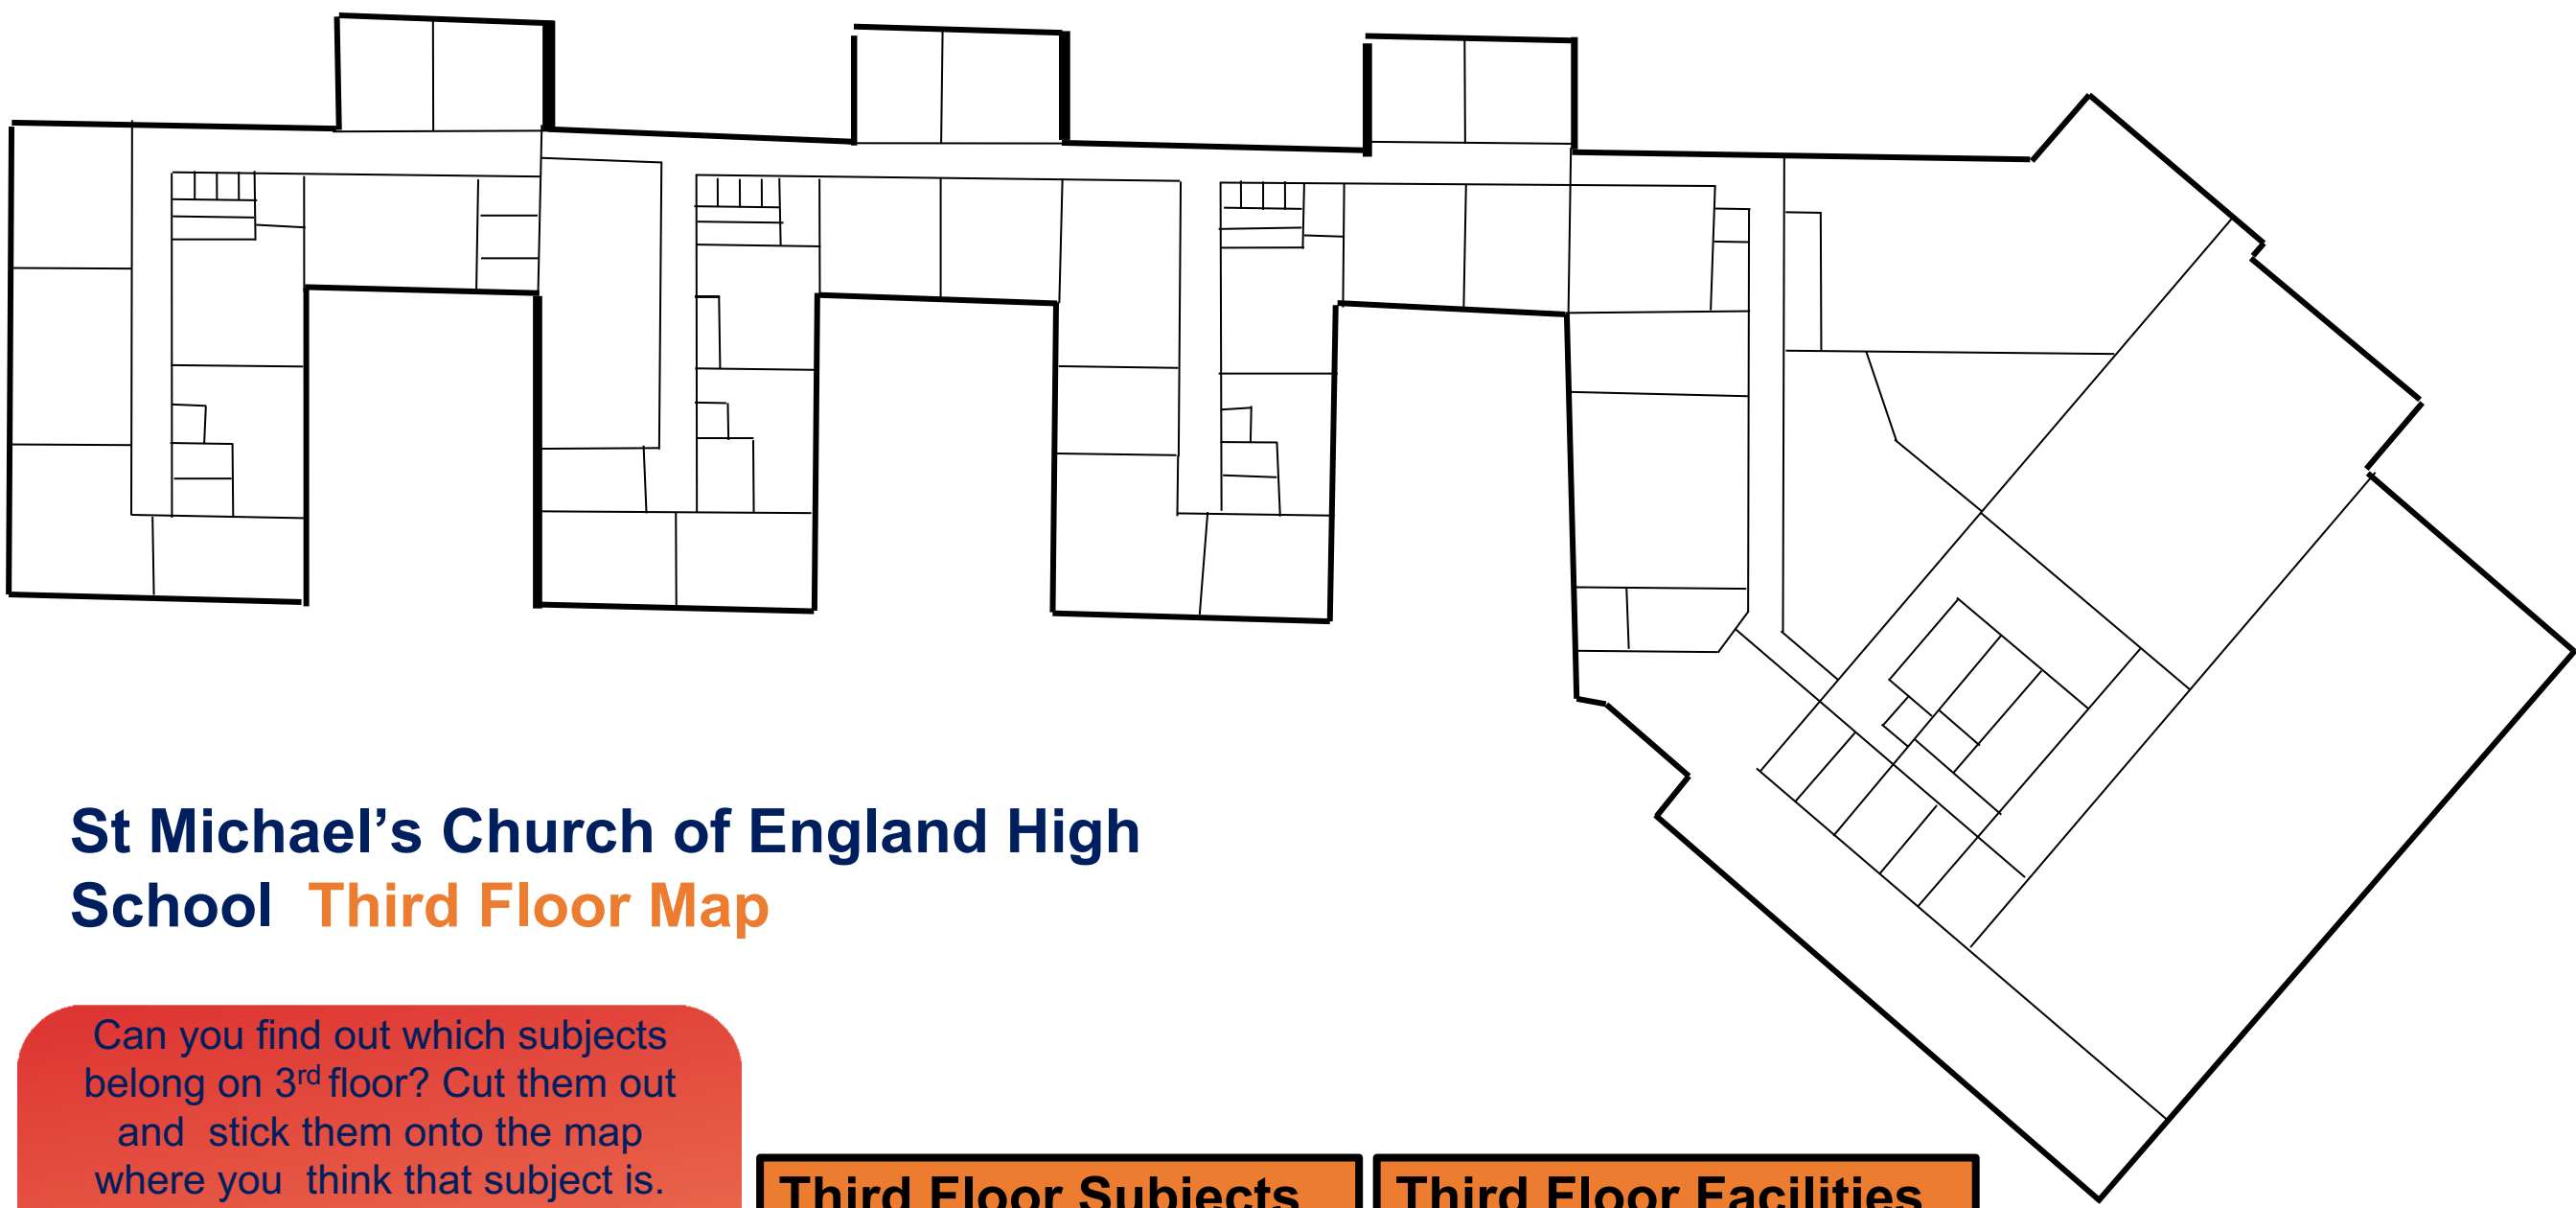 St Michael's Church of England High
School Third Floor Map
Can you find out which subjects
belong on 3rd floor? Cut them out
and stick them onto the map
where you think that subject is.
Third Floor Subjects
Third Floor Facilities